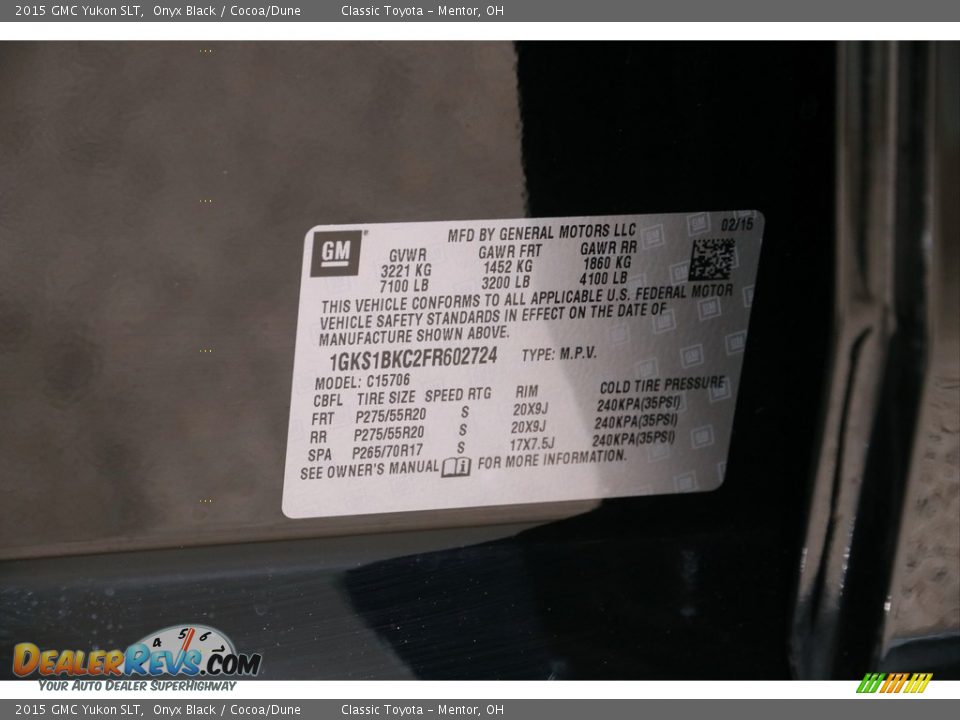 2015 GMC Yukon SLT, Onyx Black / Cocoa/Dune Classic Toyota – Mentor, OH
GM®
MFD BY GENERAL MOTORS LLC 02/15
GVWR GAWR FRT GAWR RR
3221 KG 1452 KG 1860 KG
7100 LB 3200 LB 4100 LB
THIS VEHICLE CONFORMS TO ALL APPLICABLE U.S. FEDERAL MOTOR
VEHICLE SAFETY STANDARDS IN EFFECT ON THE DATE OF
MANUFACTURE SHOWN ABOVE.
1GKS1BKC2FR602724 TYPE: M.P.V.
MODEL: C15706
CBFL TIRE SIZE SPEED RTG RIM COLD TIRE PRESSURE
FRT P275/55R20 S 20X9J 240KPA(35PSI)
RR P275/55R20 S 20X9J 240KPA(35PSI)
SPA P265/70R17 S 17X7.5J 240KPA(35PSI)
SEE OWNER'S MANUAL FOR MORE INFORMATION.
4 5 6
DEALERREVS.COM
YOUR AUTO DEALER SUPERHIGHWAY
2015 GMC Yukon SLT, Onyx Black / Cocoa/Dune Classic Toyota – Mentor, OH